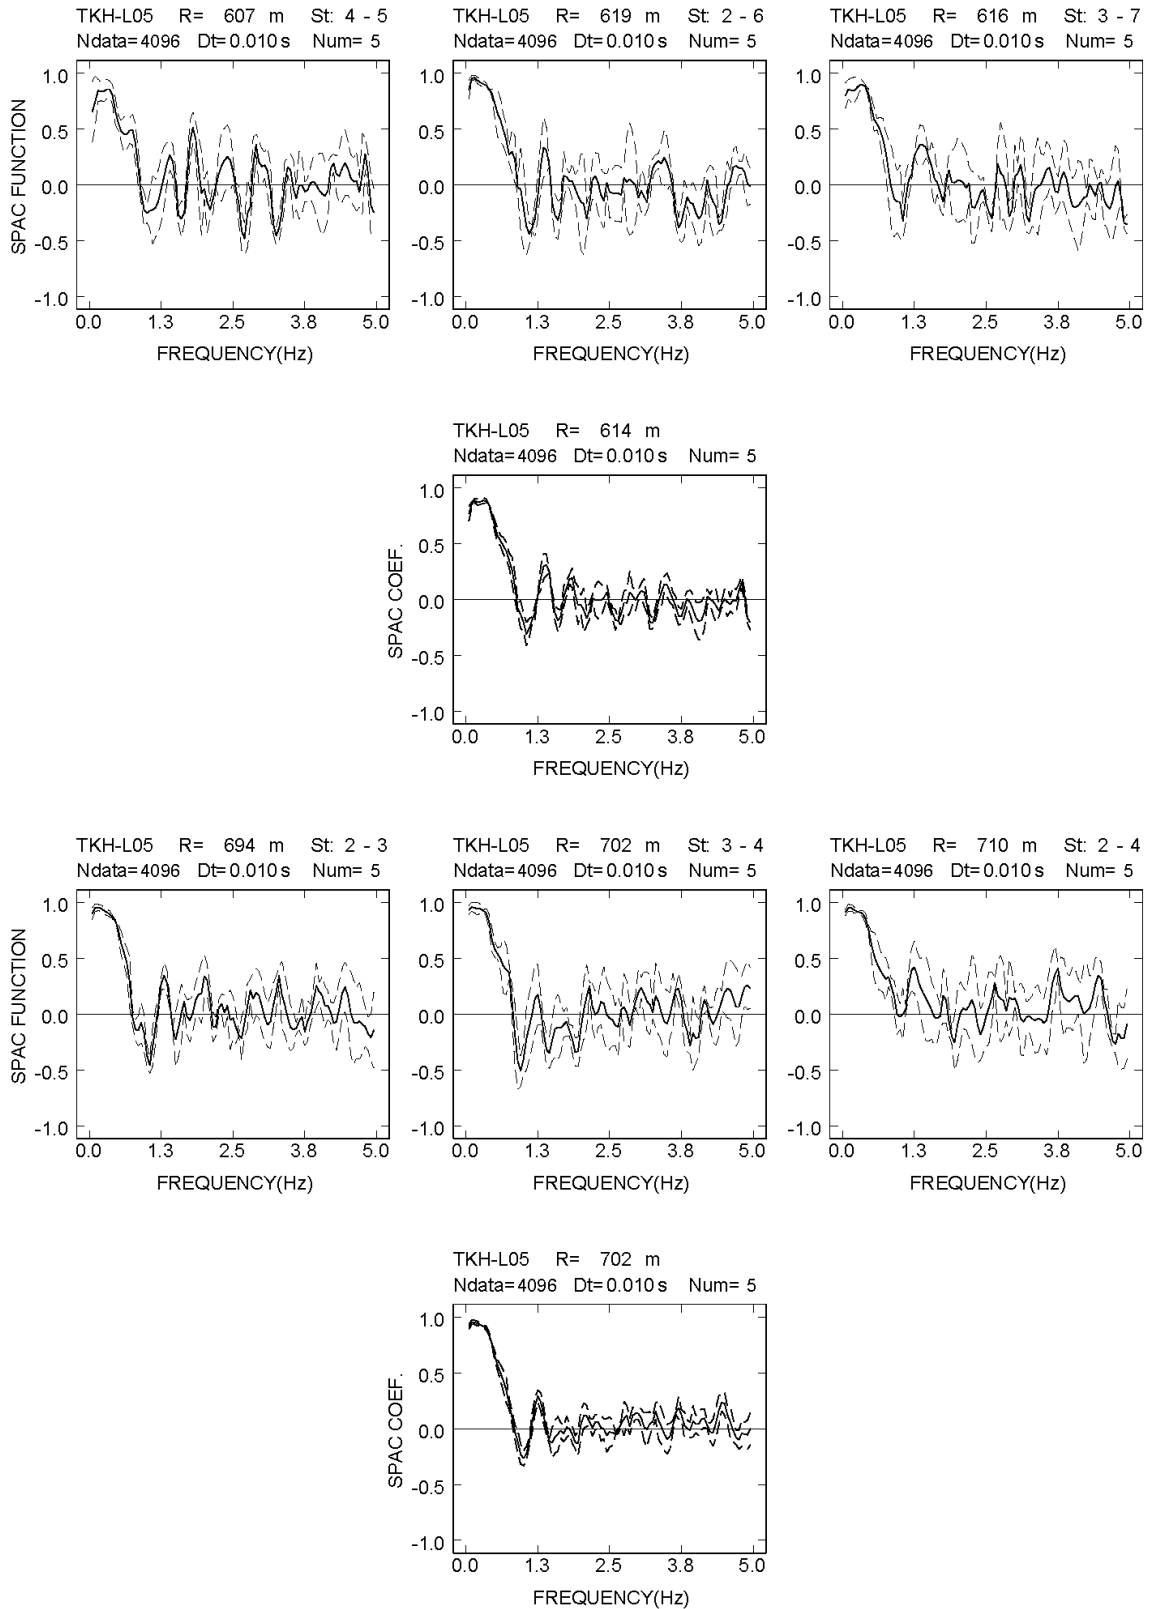 TKH-L05 R= 607 m St: 4 - 5
Ndata=4096 Dt=0.010 s Num= 5
TKH-L05 R= 619 m St: 2 - 6
Ndata=4096 Dt=0.010 s Num= 5
TKH-L05 R= 616 m St: 3 - 7
Ndata=4096 Dt=0.010 s Num= 5
SPAC FUNCTION
1.0
0.5
0.0
-0.5
-1.0
0.0 1.3 2.5 3.8 5.0
FREQUENCY(Hz)
1.0
0.5
0.0
-0.5
-1.0
0.0 1.3 2.5 3.8 5.0
FREQUENCY(Hz)
1.0
0.5
0.0
-0.5
-1.0
0.0 1.3 2.5 3.8 5.0
FREQUENCY(Hz)
TKH-L05 R= 614 m
Ndata=4096 Dt=0.010 s Num= 5
SPAC COEF.
1.0
0.5
0.0
-0.5
-1.0
0.0 1.3 2.5 3.8 5.0
FREQUENCY(Hz)
TKH-L05 R= 694 m St: 2 - 3
Ndata=4096 Dt=0.010 s Num= 5
TKH-L05 R= 702 m St: 3 - 4
Ndata=4096 Dt=0.010 s Num= 5
TKH-L05 R= 710 m St: 2 - 4
Ndata=4096 Dt=0.010 s Num= 5
SPAC FUNCTION
1.0
0.5
0.0
-0.5
-1.0
0.0 1.3 2.5 3.8 5.0
FREQUENCY(Hz)
1.0
0.5
0.0
-0.5
-1.0
0.0 1.3 2.5 3.8 5.0
FREQUENCY(Hz)
1.0
0.5
0.0
-0.5
-1.0
0.0 1.3 2.5 3.8 5.0
FREQUENCY(Hz)
TKH-L05 R= 702 m
Ndata=4096 Dt=0.010 s Num= 5
SPAC COEF.
1.0
0.5
0.0
-0.5
-1.0
0.0 1.3 2.5 3.8 5.0
FREQUENCY(Hz)